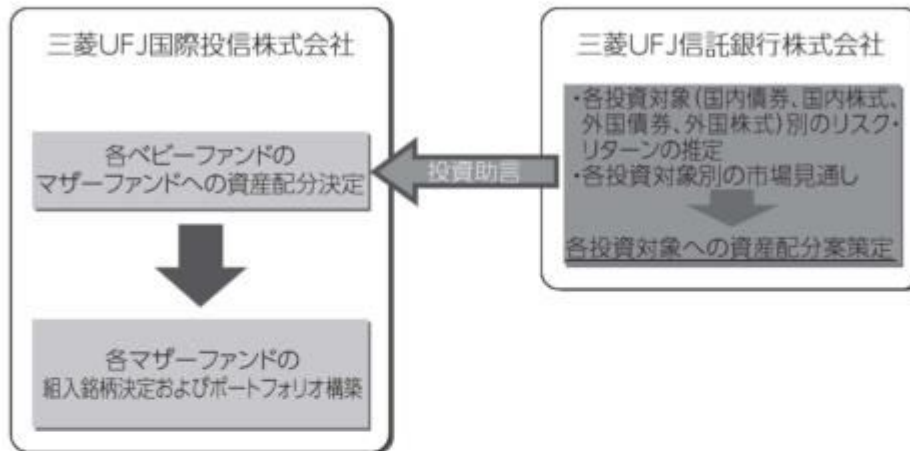 三菱UFJ国際投信株式会社
各ベビーファンドの
マザーファンドへの資産配分決定
各マザーファンドの
組入銘柄決定およびポートフォリオ構築
投資助言
三菱UFJ信託銀行株式会社
・各投資対象(国内債券、国内株式、
外国債券、外国株式)別のリスク・
リターンの推定
・各投資対象別の市場見通し
各投資対象への資産配分案策定